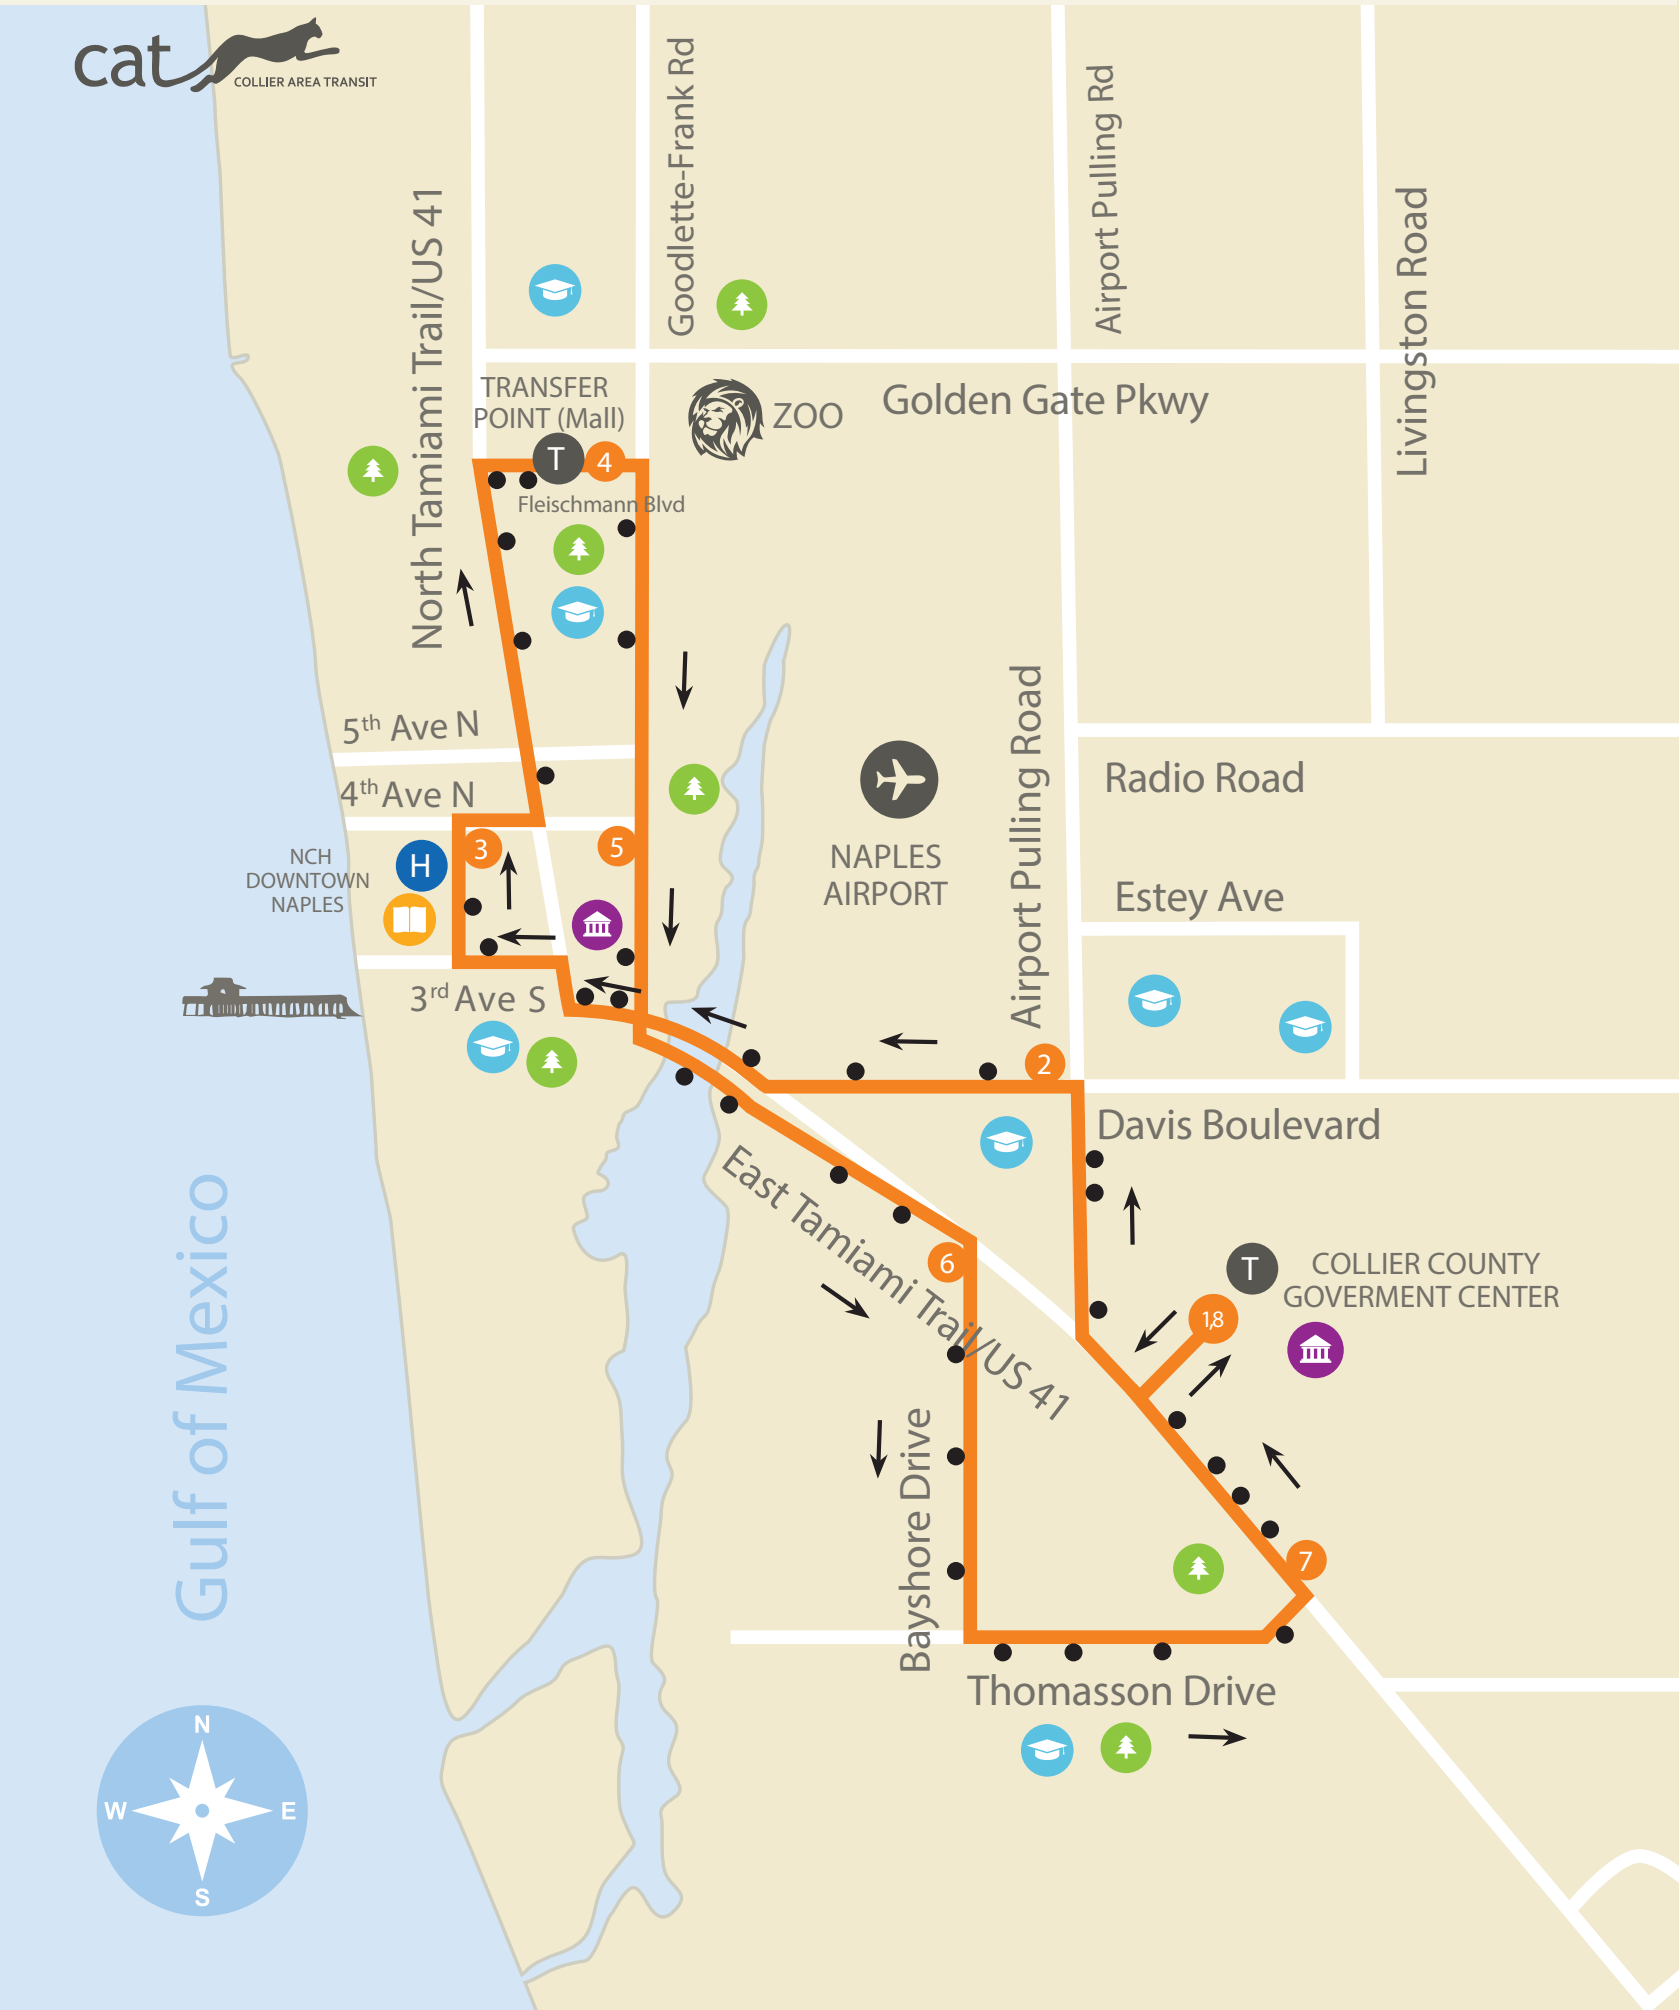 cat
COLLIER AREA TRANSIT
North Tamiami Trail/US 41
Goodlette-Frank Rd
Airport Pulling Rd
Livingston Road
TRANSFER
POINT (Mall)
ZOO
Golden Gate Pkwy
T
4
Fleischmann Blvd
5th Ave N
4th Ave N
Airport Pulling Road
Radio Road
NCH
DOWNTOWN
NAPLES
H
3
5
NAPLES
AIRPORT
Estey Ave
3rd Ave S
2
Davis Boulevard
East Tamiami Trail/US 41
6
T
COLLIER COUNTY
GOVERMENT CENTER
1,8
Gulf of Mexico
Bayshore Drive
7
Thomasson Drive
N
W
E
S